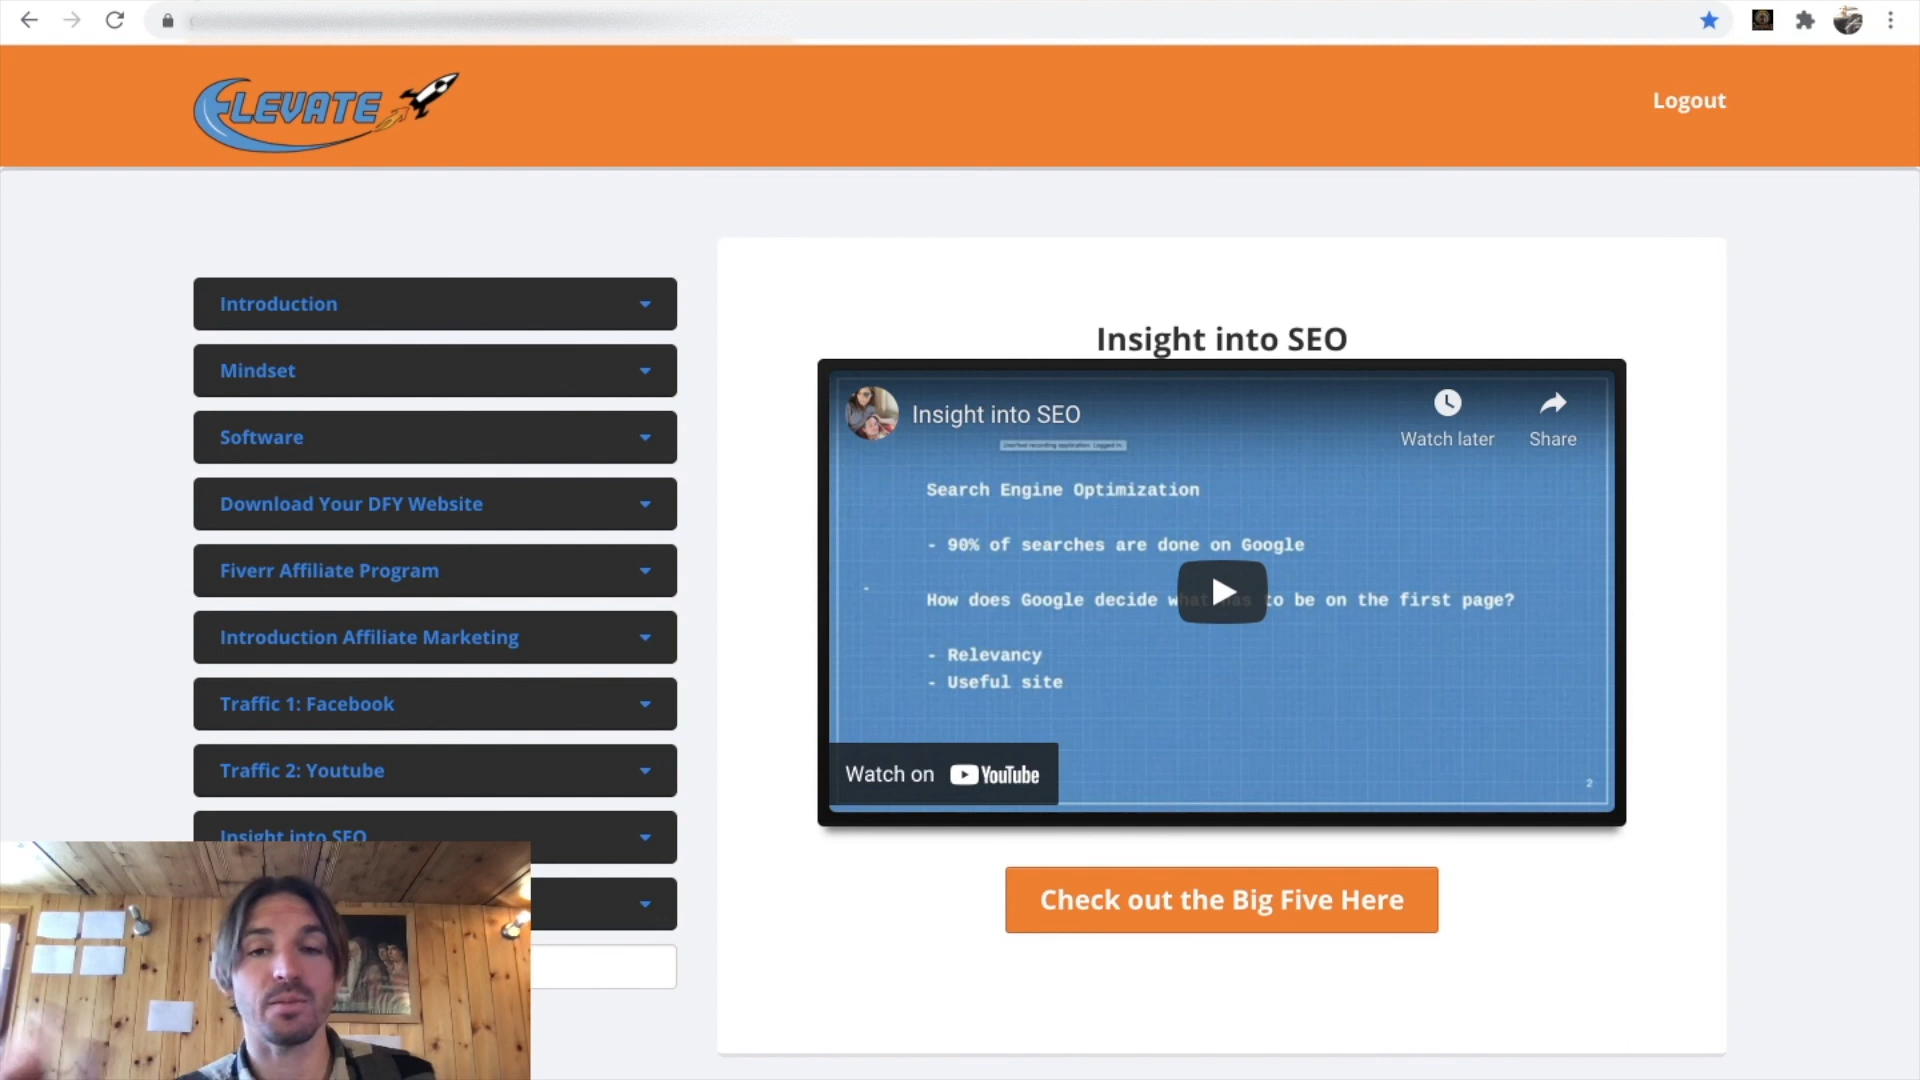 ELEVATE
Logout
Introduction
Mindset
Software
Download Your DFY Website
Fiverr Affiliate Program
Introduction Affiliate Marketing
Traffic 1: Facebook
Traffic 2: Youtube
Insight into SEO
Insight into SEO
Insight into SEO
Watch later
Share
Search Engine Optimization
- 90% of searches are done on Google
How does Google decide what has to be on the first page?
- Relevancy
- Useful site
Watch on YouTube
2
Check out the Big Five Here